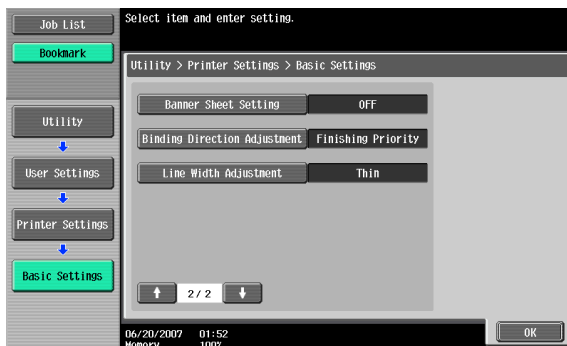 Job List
Bookmark
Select item and enter setting.
Utility > Printer Settings > Basic Settings
Utility
User Settings
Printer Settings
Basic Settings
Banner Sheet Setting OFF
Binding Direction Adjustment Finishing Priority
Line Width Adjustment Thin
2/ 2
06/20/2007 01:52
Memory 100%
OK